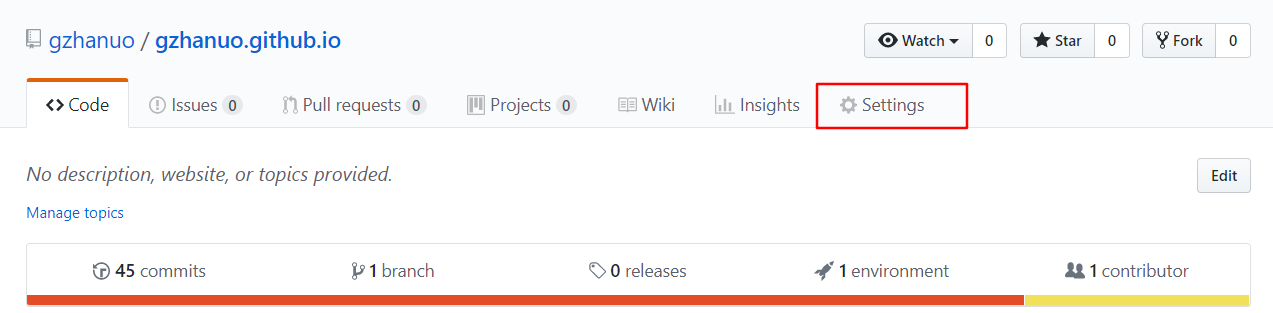 gzhanuo / gzhanuo.github.io
Watch 0 Star 0 Fork 0
Code Issues 0 Pull requests 0 Projects 0 Wiki Insights Settings
No description, website, or topics provided.
Edit
Manage topics
45 commits 1 branch 0 releases 1 environment 1 contributor